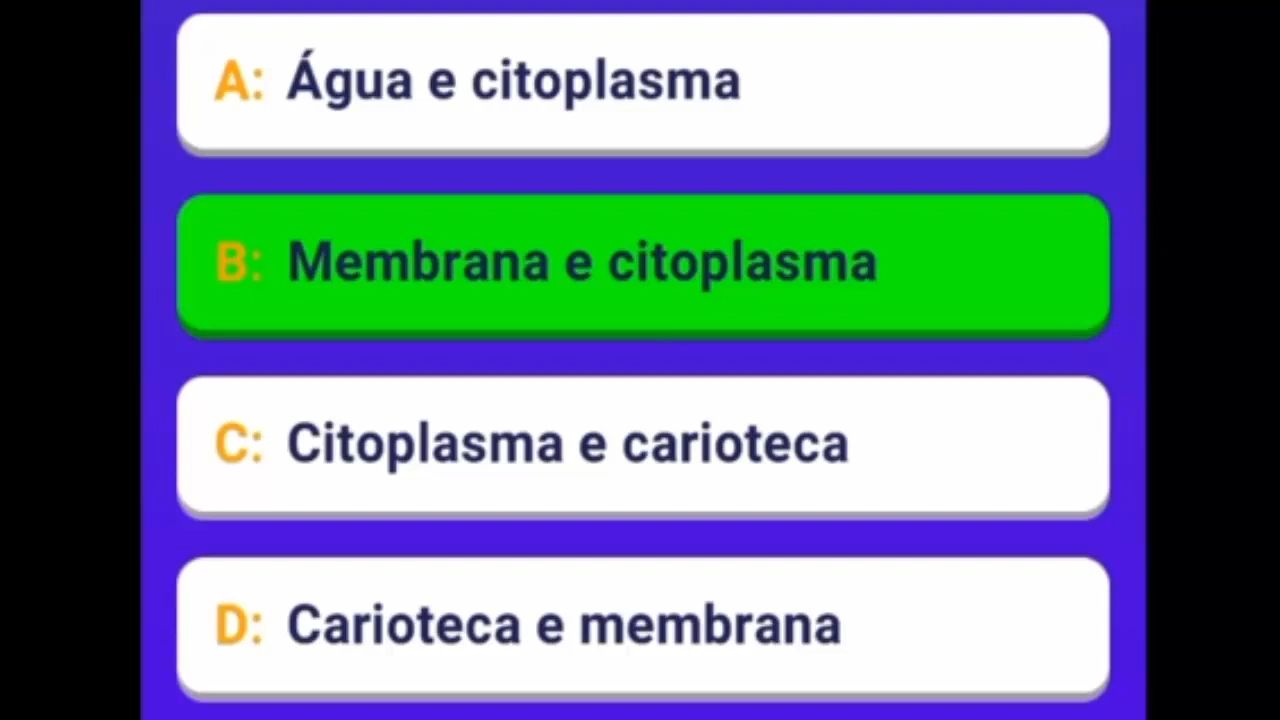 A: Água e citoplasma
B: Membrana e citoplasma
C: Citoplasma e carioteca
D: Carioteca e membrana